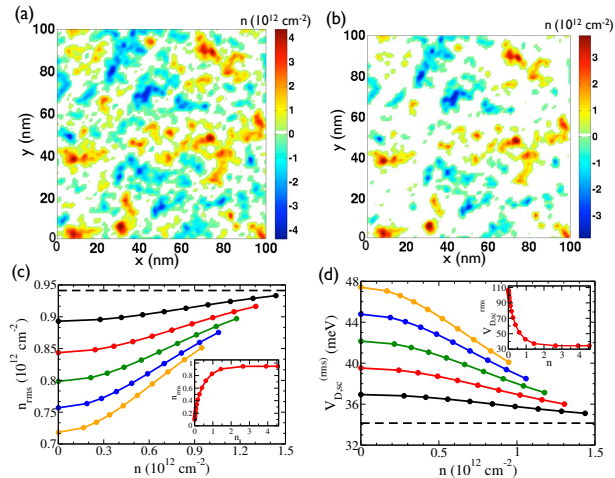 (a)
n (10¹² cm⁻²)
100
80
60
40
20
0
y (nm)
0 20 40 60 80 100
x (nm)
4
3
2
1
0
-1
-2
-3
-4
(b)
n (10¹² cm⁻²)
100
80
60
40
20
0
y (nm)
0 20 40 60 80 100
x (nm)
3
2
1
0
-1
-2
-3
(c)
0.95
0.9
0.85
0.8
0.75
0.7
n_rms (10¹² cm⁻²)
0 0.3 0.6 0.9 1.2 1.5
n (10¹² cm⁻²)
1
0.8
0.6
0.4
0.2
0
n_rms
0 1 2 3 4
n
(d)
48
44
40
36
32
V_D,sc^(rms) (meV)
0 0.5 1 1.5
n (10¹² cm⁻²)
110
90
70
50
30
V_D,sc^rms
0 1 2 3 4
n